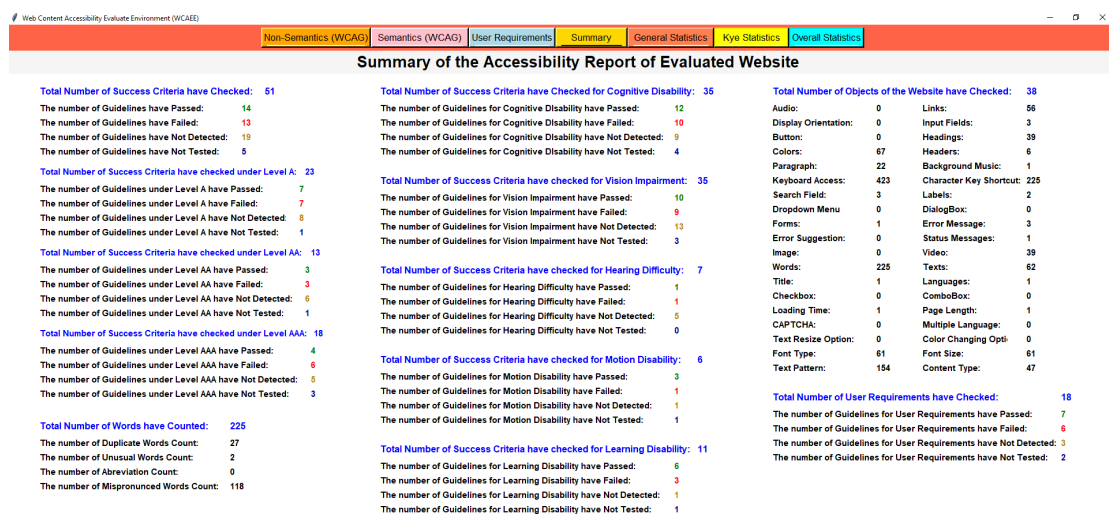 Web Content Accessibility Evaluate Environment (WCAEE)
Non-Semantics (WCAG) Semantics (WCAG) User Requirements Summary General Statistics Kye Statistics Overall Statistics
Summary of the Accessibility Report of Evaluated Website
Total Number of Success Criteria have Checked: 51
The number of Guidelines have Passed: 14
The number of Guidelines have Failed: 13
The number of Guidelines have Not Detected: 19
The number of Guidelines have Not Tested: 5
Total Number of Success Criteria have checked under Level A: 23
The number of Guidelines under Level A have Passed: 7
The number of Guidelines under Level A have Failed: 7
The number of Guidelines under Level A have Not Detected: 8
The number of Guidelines under Level A have Not Tested: 1
Total Number of Success Criteria have checked under Level AA: 13
The number of Guidelines under Level AA have Passed: 3
The number of Guidelines under Level AA have Failed: 3
The number of Guidelines under Level AA have Not Detected: 6
The number of Guidelines under Level AA have Not Tested: 1
Total Number of Success Criteria have checked under Level AAA: 18
The number of Guidelines under Level AAA have Passed: 4
The number of Guidelines under Level AAA have Failed: 6
The number of Guidelines under Level AAA have Not Detected: 5
The number of Guidelines under Level AAA have Not Tested: 3
Total Number of Words have Counted: 225
The number of Duplicate Words Count: 27
The number of Unusual Words Count: 2
The number of Abreviation Count: 0
The number of Mispronunced Words Count: 118
Total Number of Success Criteria have Checked for Cognitive Disability: 35
The number of Guidelines for Cognitive DIsability have Passed: 12
The number of Guidelines for Cognitive DIsability have Failed: 10
The number of Guidelines for Cognitive DIsability have Not Detected: 9
The number of Guidelines for Cognitive DIsability have Not Tested: 4
Total Number of Success Criteria have checked for Vision Impairment: 35
The number of Guidelines for Vision Impairment have Passed: 10
The number of Guidelines for Vision Impairment have Failed: 9
The number of Guidelines for Vision Impairment have Not Detected: 13
The number of Guidelines for Vision Impairment have Not Tested: 3
Total Number of Success Criteria have checked for Hearing Difficulty: 7
The number of Guidelines for Hearing Difficulty have Passed: 1
The number of Guidelines for Hearing Difficulty have Failed: 1
The number of Guidelines for Hearing Difficulty have Not Detected: 5
The number of Guidelines for Hearing Difficulty have Not Tested: 0
Total Number of Success Criteria have checked for Motion Disability: 6
The number of Guidelines for Motion Disability have Passed: 3
The number of Guidelines for Motion Disability have Failed: 1
The number of Guidelines for Motion Disability have Not Detected: 1
The number of Guidelines for Motion Disability have Not Tested: 1
Total Number of Success Criteria have checked for Learning Disability: 11
The number of Guidelines for Learning Disability have Passed: 6
The number of Guidelines for Learning Disability have Failed: 3
The number of Guidelines for Learning Disability have Not Detected: 1
The number of Guidelines for Learning Disability have Not Tested: 1
Total Number of Objects of the Website have Checked: 38
Audio: 0 Links: 56
Display Orientation: 0 Input Fields: 3
Button: 0 Headings: 39
Colors: 67 Headers: 6
Paragraph: 22 Background Music: 1
Keyboard Access: 423 Character Key Shortcut: 225
Search Field: 3 Labels: 2
Dropdown Menu 0 DialogBox: 0
Forms: 1 Error Message: 3
Error Suggestion: 0 Status Messages: 1
Image: 0 Video: 39
Words: 225 Texts: 62
Title: 1 Languages: 1
Checkbox: 0 ComboBox: 0
Loading Time: 1 Page Length: 1
CAPTCHA: 0 Multiple Language: 0
Text Resize Option: 0 Color Changing Opti 0
Font Type: 61 Font Size: 61
Text Pattern: 154 Content Type: 47
Total Number of User Requirements have Checked: 18
The number of Guidelines for User Requirements have Passed: 7
The number of Guidelines for User Requirements have Failed: 6
The number of Guidelines for User Requirements have Not Detected: 3
The number of Guidelines for User Requirements have Not Tested: 2